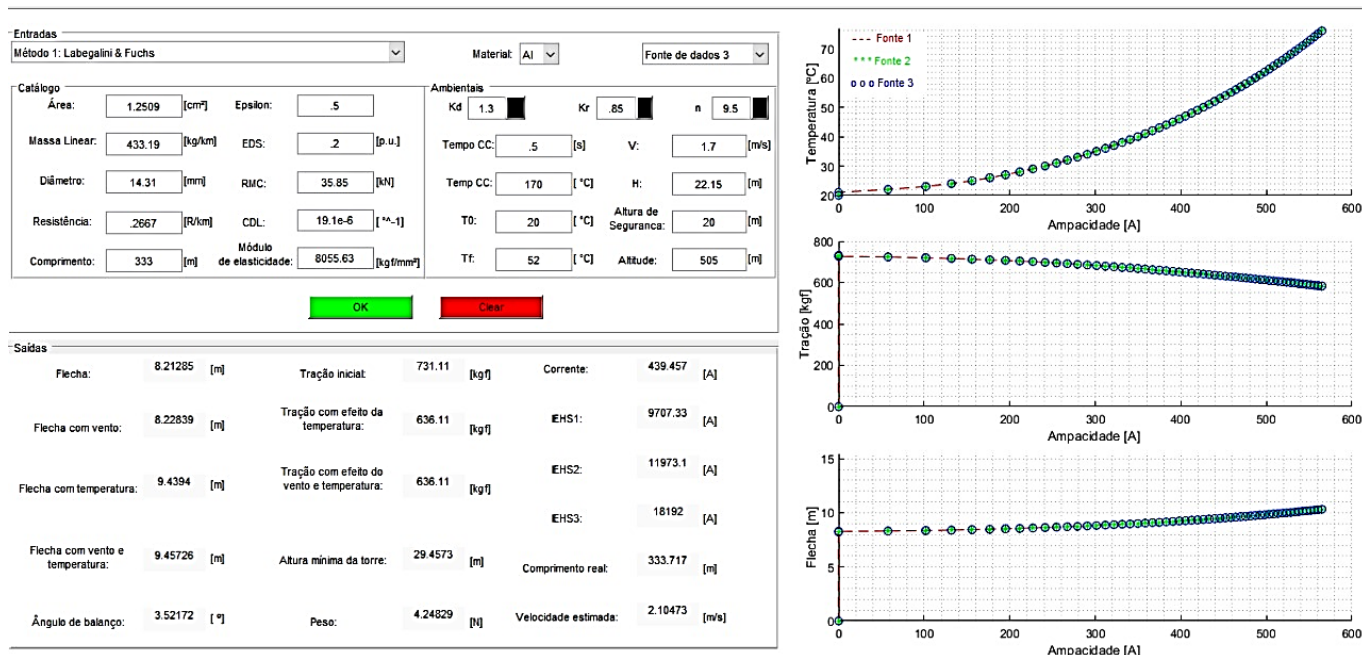 Entradas
Método 1: Labegalini & Fuchs
Material: Al
Fonte de dados 3
Catálogo
Área: 1.2509 [cm²] Epsilon: .5
Massa Linear: 433.19 [kg/km] EDS: .2 [p.u.]
Diâmetro: 14.31 [mm] RMC: 35.85 [kN]
Resistência: .2667 [R/km] CDL: 19.1e-6 [ °^-1]
Comprimento: 333 [m] Módulo de elasticidade: 8055.63 [kgf/mm²]
Ambientais
Kd 1.3 Kr .85 n 9.5
Tempo CC: .5 [s] V: 1.7 [m/s]
Temp CC: 170 [ °C] H: 22.15 [m]
T0: 20 [ °C] Altura de Seguranca: 20 [m]
Tf: 52 [ °C] Altitude: 505 [m]
OK Clear
Saídas
Flecha: 8.21285 [m] Tração inicial: 731.11 [kgf] Corrente: 439.457 [A]
Flecha com vento: 8.22839 [m] Tração com efeito da temperatura: 636.11 [kgf] IEHS1: 9707.33 [A]
Flecha com temperatura: 9.4394 [m] Tração com efeito do vento e temperatura: 636.11 [kgf] IEHS2: 11973.1 [A]
IEHS3: 18192 [A]
Flecha com vento e temperatura: 9.45726 [m] Altura mínima da torre: 29.4573 [m] Comprimento real: 333.717 [m]
Ângulo de balanço: 3.52172 [ º] Peso: 4.24829 [N] Velocidade estimada: 2.10473 [m/s]
Temperatura [ºC]
70
60
50
40
30
20
--- Fonte 1
*** Fonte 2
o o o Fonte 3
0 100 200 300 400 500 600
Ampacidade [A]
Tração [kgf]
800
600
400
200
0
0 100 200 300 400 500 600
Ampacidade [A]
Flecha [m]
15
10
5
0
0 100 200 300 400 500 600
Ampacidade [A]